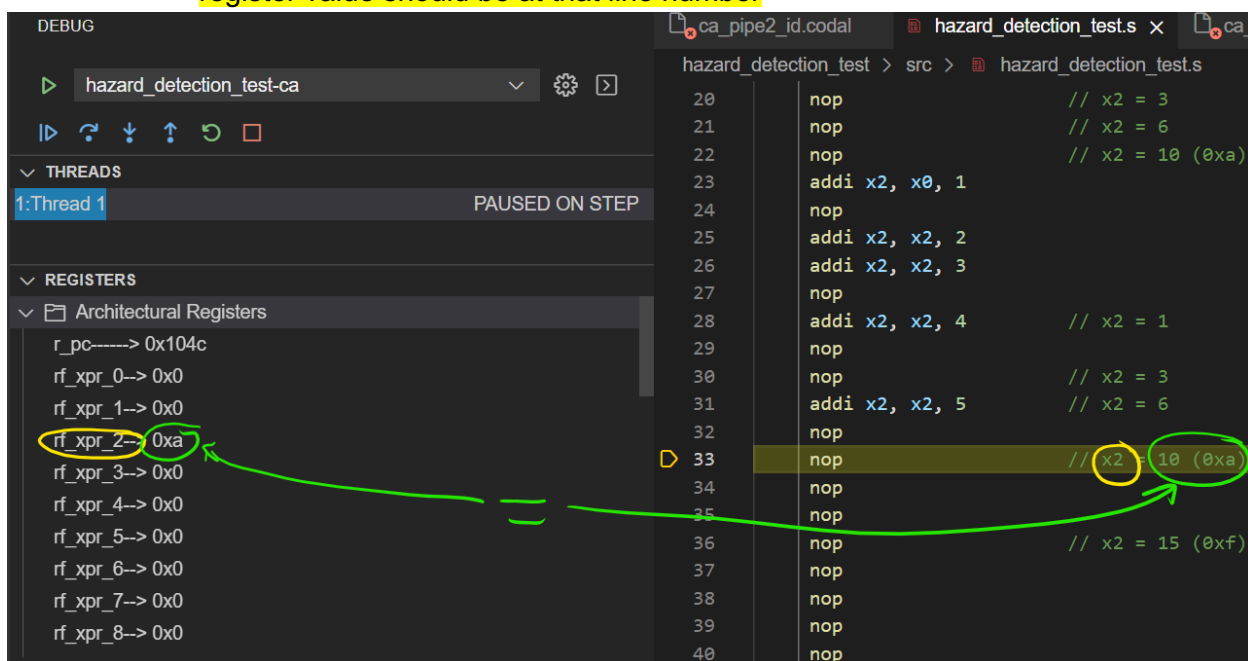 register value should be at that line number
DEBUG
hazard_detection_test-ca
THREADS
1:Thread 1 PAUSED ON STEP
REGISTERS
Architectural Registers
r_pc------> 0x104c
rf_xpr_0--> 0x0
rf_xpr_1--> 0x0
rf_xpr_2--> 0xa
rf_xpr_3--> 0x0
rf_xpr_4--> 0x0
rf_xpr_5--> 0x0
rf_xpr_6--> 0x0
rf_xpr_7--> 0x0
rf_xpr_8--> 0x0
ca_pipe2_id.codal hazard_detection_test.s × ca_
hazard_detection_test > src > hazard_detection_test.s
20 nop // x2 = 3
21 nop // x2 = 6
22 nop // x2 = 10 (0xa)
23 addi x2, x0, 1
24 nop
25 addi x2, x2, 2
26 addi x2, x2, 3
27 nop
28 addi x2, x2, 4 // x2 = 1
29 nop
30 nop // x2 = 3
31 addi x2, x2, 5 // x2 = 6
32 nop
33 nop // x2 = 10 (0xa)
34 nop
35 nop
36 nop // x2 = 15 (0xf)
37 nop
38 nop
39 nop
40 nop
=